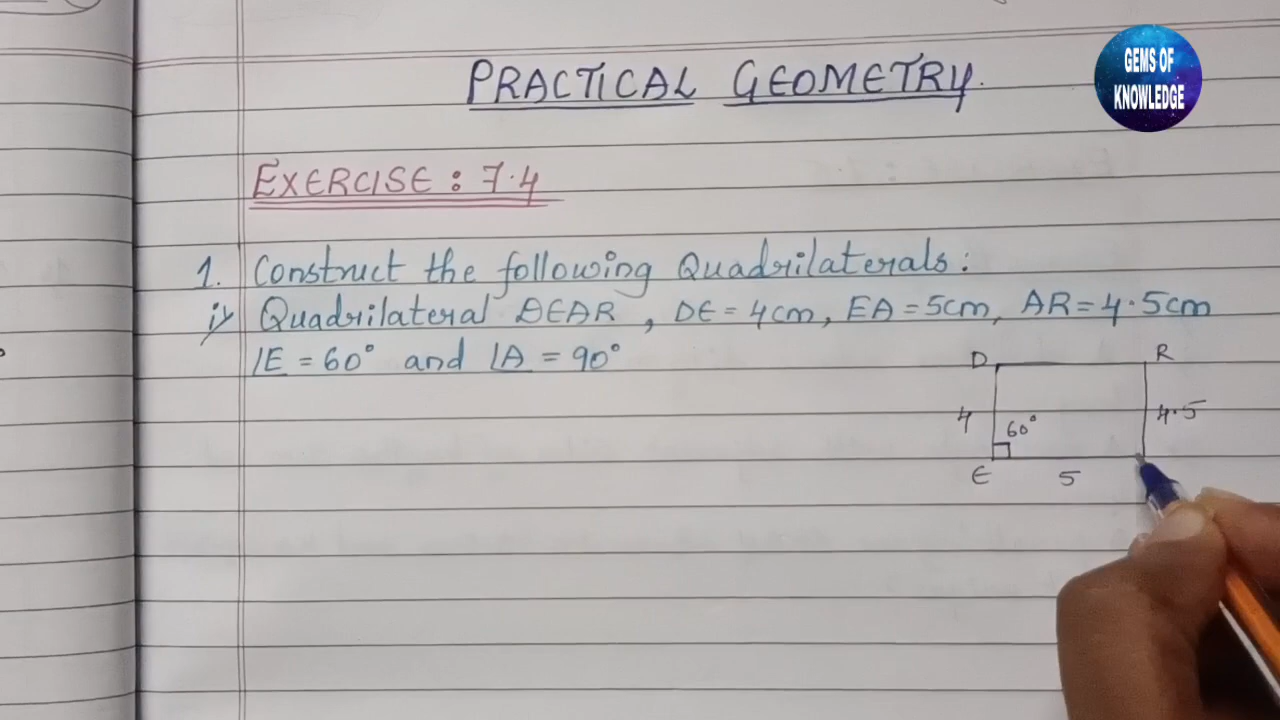 PRACTICAL GEOMETRY.
GEMS OF
KNOWLEDGE
EXERCISE : 7.4
1. Construct the following Quadrilaterals :
i) Quadrilateral DEAR , DE = 4cm, EA = 5cm, AR = 4.5cm
∠E = 60° and ∠A = 90°
D R
4 60° 4.5
E 5